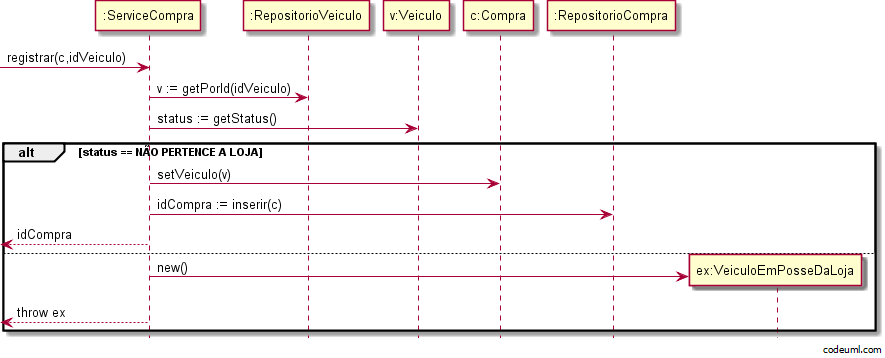 :ServiceCompra :RepositorioVeiculo v:Veiculo c:Compra :RepositorioCompra
registrar(c,idVeiculo)
v := getPorId(idVeiculo)
status := getStatus()
alt [status == NÃO PERTENCE A LOJA]
setVeiculo(v)
idCompra := inserir(c)
idCompra
new() ex:VeiculoEmPosseDaLoja
throw ex
codeuml.com